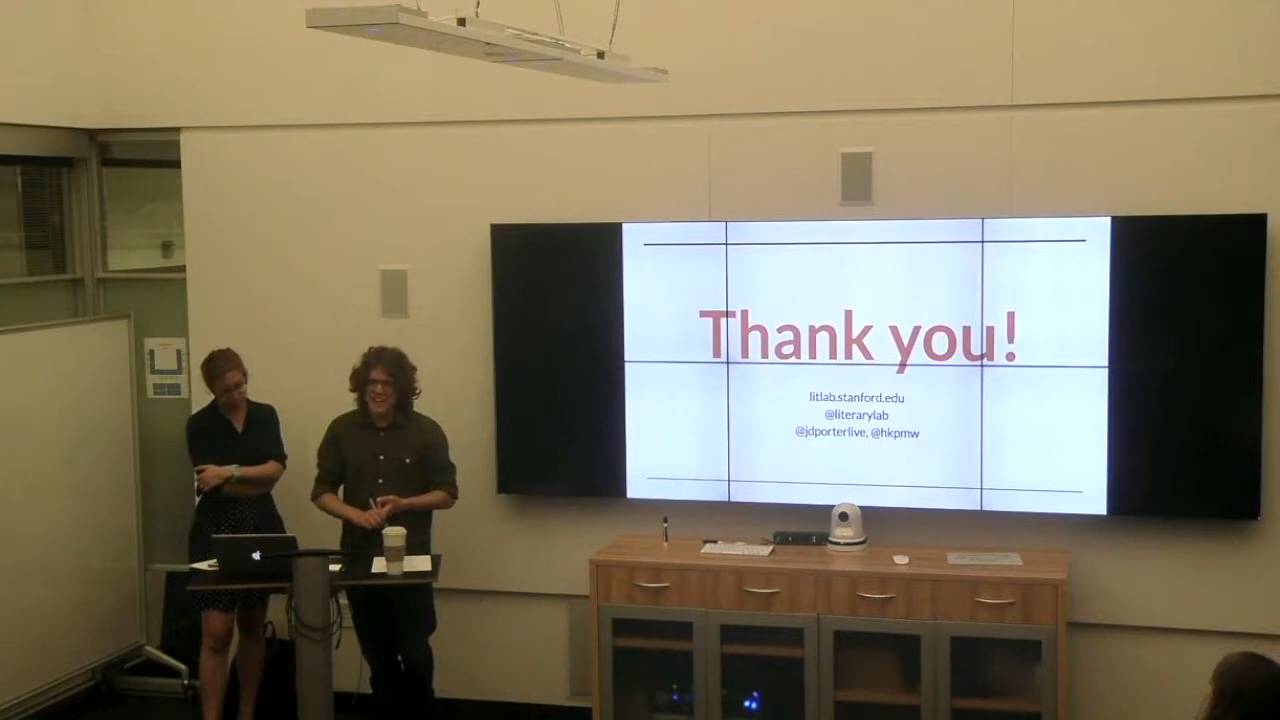 Thank you!
litlab.stanford.edu
@literarylab
@jdporterlive, @hkpmw